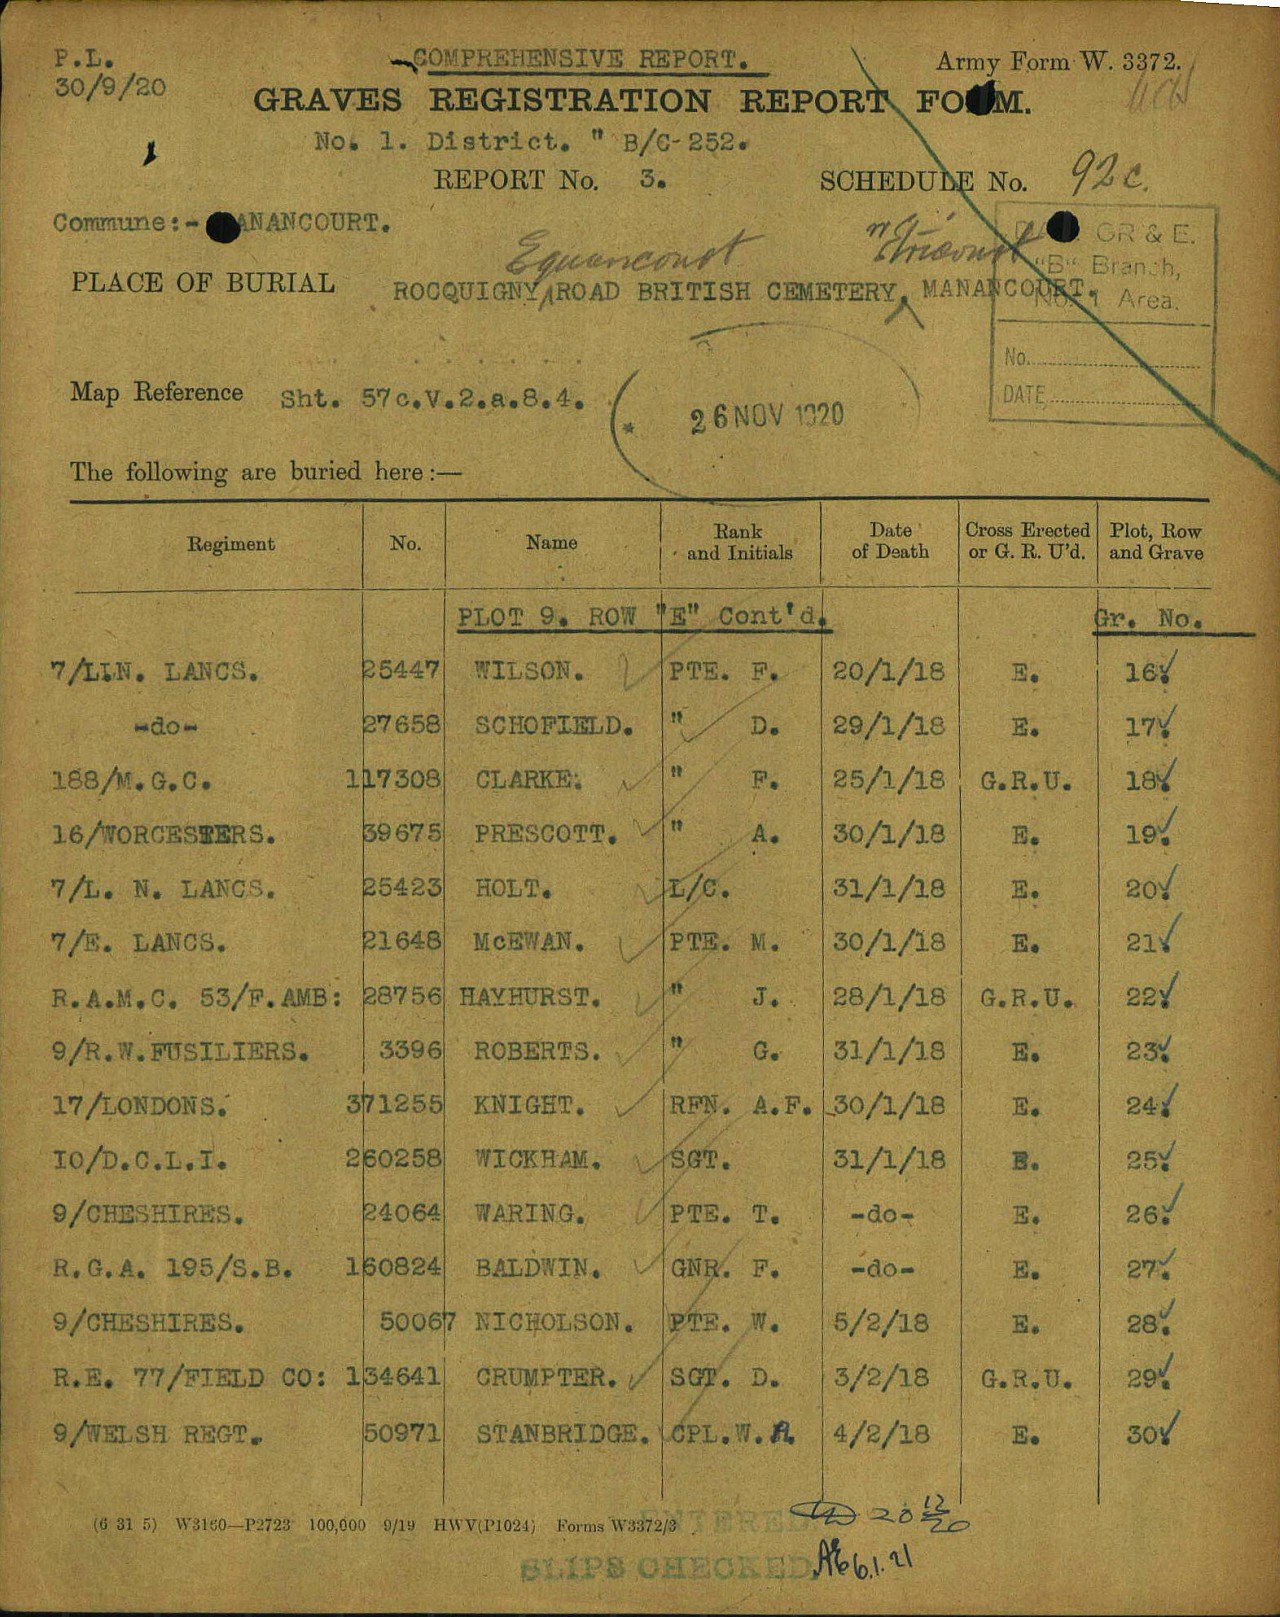 P.L.
COMPREHENSIVE REPORT.
Army Form W. 3372.
30/9/20
GRAVES REGISTRATION REPORT FORM.
No. 1. District. " B/C-252.
REPORT No. 3.
SCHEDULE No. 92c.
Commune:- MANANCOURT.
GR & E.
"B" Branch,
No. 1 Area.
No.
DATE
Equancourt
PLACE OF BURIAL ROCQUIGNY ROAD BRITISH CEMETERY, MANANCOURT.
Map Reference Sht. 57c.V.2.a.8.4.
26 NOV 1920
The following are buried here:—
Regiment No. Name Rank and Initials Date of Death Cross Erected or G. R. U'd. Plot, Row and Grave
PLOT 9. ROW "E" Cont'd. Gr. No.
7/L.N. LANCS. 25447 WILSON. PTE. F. 20/1/18 E. 16.
-do- 27658 SCHOFIELD. " D. 29/1/18 E. 17.
188/M.G.C. 117308 CLARKE. " F. 25/1/18 G.R.U. 18.
16/WORCESTERS. 39675 PRESCOTT. " A. 30/1/18 E. 19.
7/L. N. LANCS. 25423 HOLT. L/C. 31/1/18 E. 20.
7/E. LANCS. 21648 McEWAN. PTE. M. 30/1/18 E. 21.
R.A.M.C. 53/F.AMB: 28756 HAYHURST. " J. 28/1/18 G.R.U. 22.
9/R.W.FUSILIERS. 3396 ROBERTS. " G. 31/1/18 E. 23.
17/LONDONS. 371255 KNIGHT. RFN. A.F. 30/1/18 E. 24.
10/D.C.L.I. 260258 WICKHAM. SGT. 31/1/18 E. 25.
9/CHESHIRES. 24064 WARING. PTE. T. -do- E. 26.
R.G.A. 195/S.B. 160824 BALDWIN. GNR. F. -do- E. 27.
9/CHESHIRES. 50067 NICHOLSON. PTE. W. 5/2/18 E. 28.
R.E. 77/FIELD CO: 134641 CRUMPTER. SGT. D. 3/2/18 G.R.U. 29.
9/WELSH REGT. 50971 STANBRIDGE. CPL.W.A. 4/2/18 E. 30.
(6 31 5) W3160—P2723 100,000 9/19 HWV(P1024) Forms W3372/3
ENTERED
20 12/20
SLIPS CHECKED
6.1.21